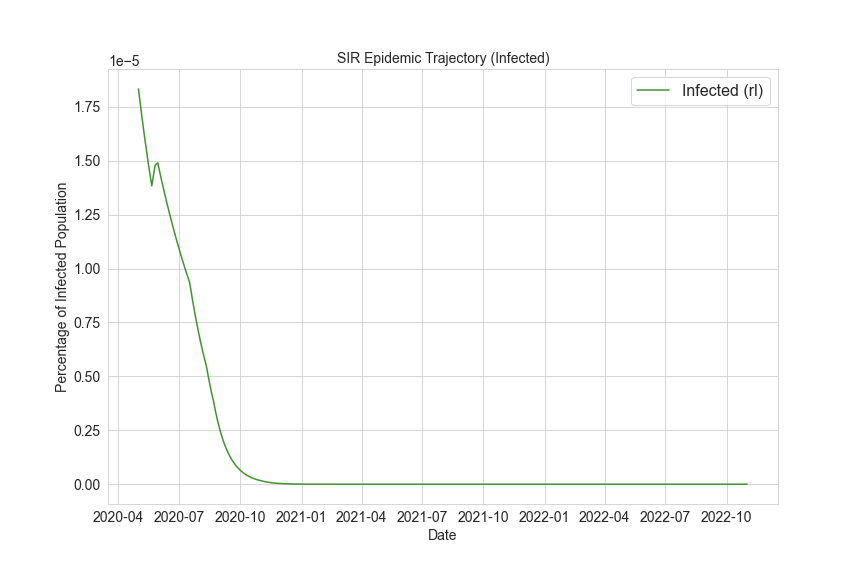 SIR Epidemic Trajectory (Infected)
1e−5
Infected (rI)
1.75
1.50
1.25
1.00
0.75
0.50
0.25
0.00
Percentage of Infected Population
2020-04 2020-07 2020-10 2021-01 2021-04 2021-07 2021-10 2022-01 2022-04 2022-07 2022-10
Date